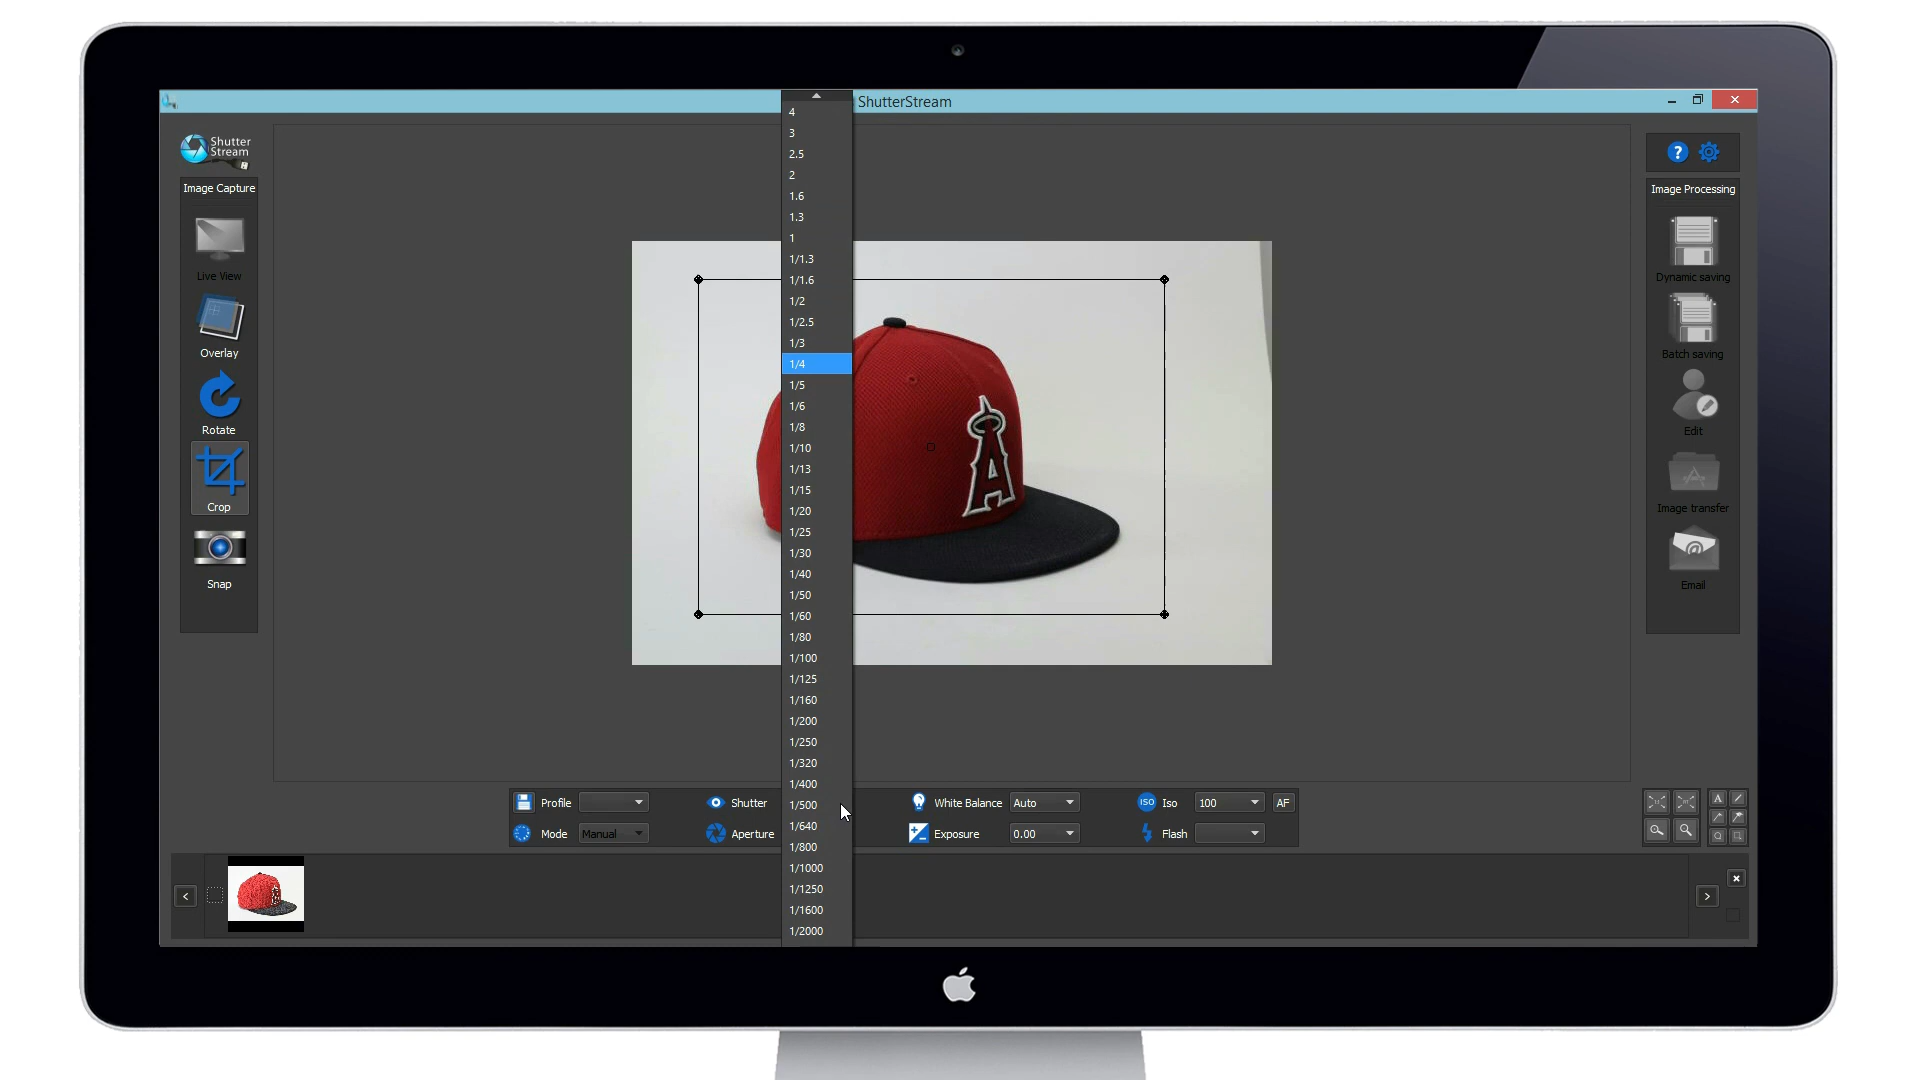 ShutterStream
Shutter
Stream
Image Capture
Live View
Overlay
Rotate
Crop
Snap
4
3
2.5
2
1.6
1.3
1
1/1.3
1/1.6
1/2
1/2.5
1/3
1/4
1/5
1/6
1/8
1/10
1/13
1/15
1/20
1/25
1/30
1/40
1/50
1/60
1/80
1/100
1/125
1/160
1/200
1/250
1/320
1/400
1/500
1/640
1/800
1/1000
1/1250
1/1600
1/2000
A
?
Image Processing
Dynamic saving
Batch saving
Edit
Image transfer
@
Email
Profile
Shutter
White Balance Auto
ISO Iso 100 AF
Mode Manual
Aperture
Exposure 0.00
Flash
A